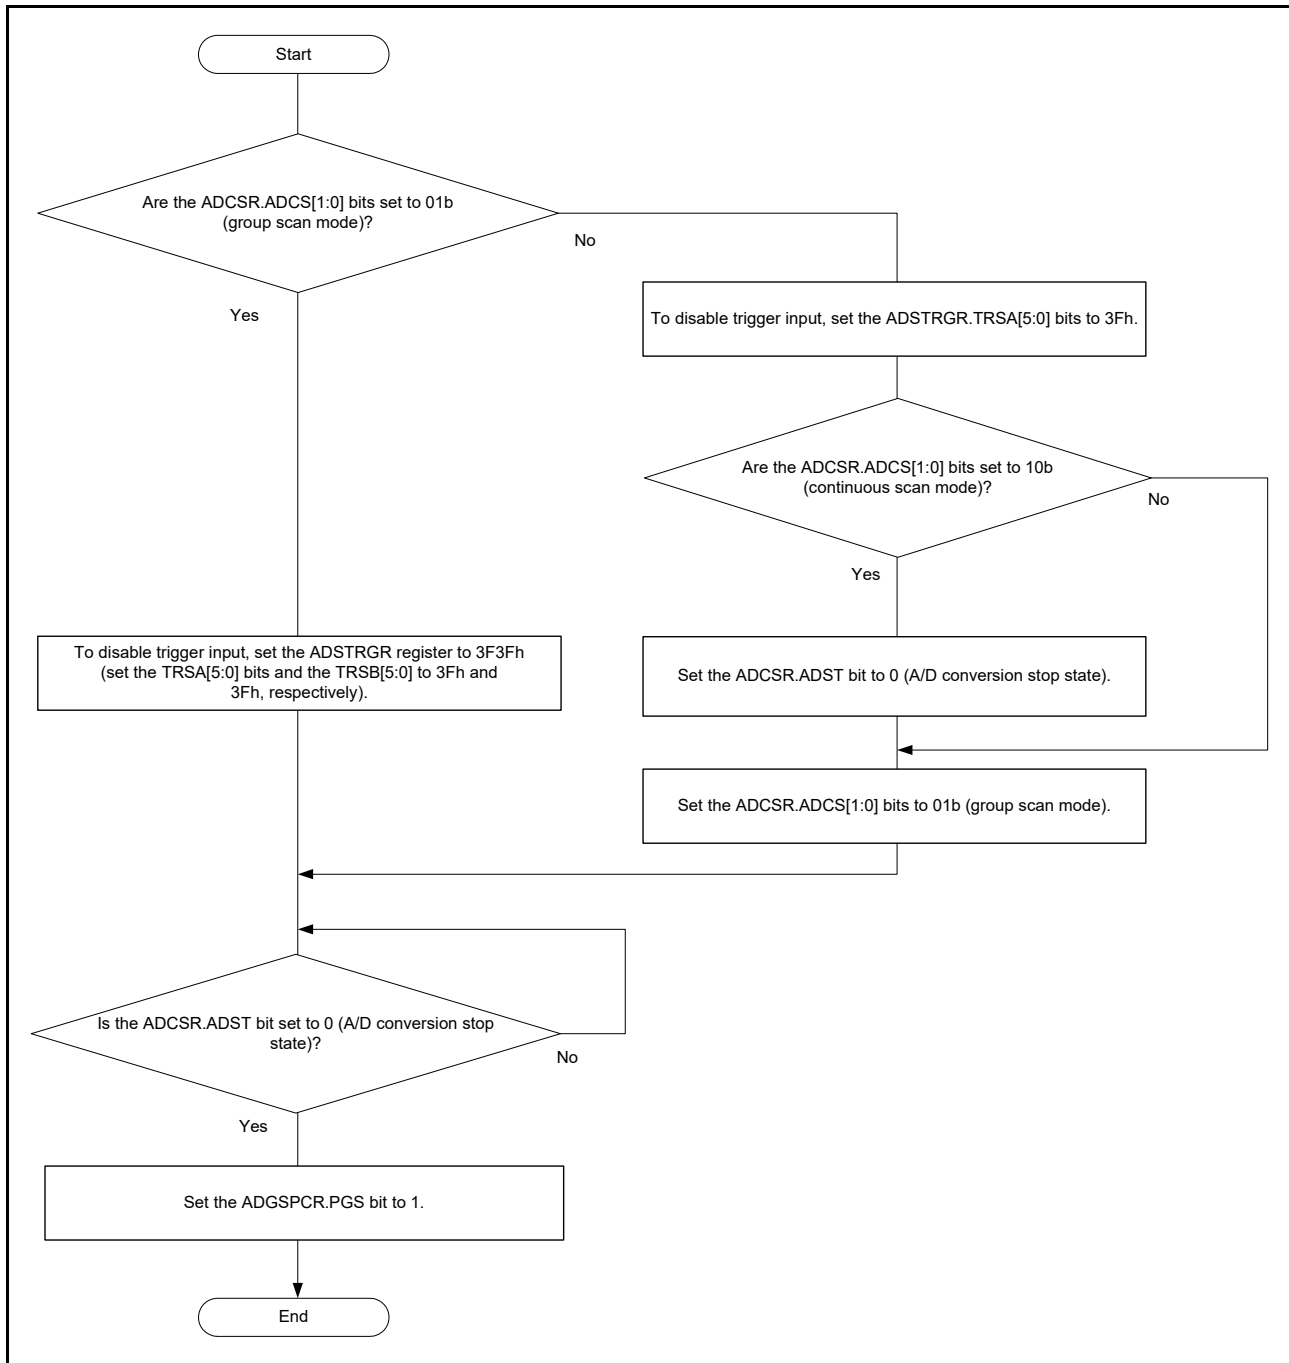 Start
Are the ADCSR.ADCS[1:0] bits set to 01b
(group scan mode)?
No
Yes
To disable trigger input, set the ADSTRGR.TRSA[5:0] bits to 3Fh.
Are the ADCSR.ADCS[1:0] bits set to 10b
(continuous scan mode)?
No
Yes
To disable trigger input, set the ADSTRGR register to 3F3Fh
(set the TRSA[5:0] bits and the TRSB[5:0] to 3Fh and
3Fh, respectively).
Set the ADCSR.ADST bit to 0 (A/D conversion stop state).
Set the ADCSR.ADCS[1:0] bits to 01b (group scan mode).
Is the ADCSR.ADST bit set to 0 (A/D conversion stop
state)?
No
Yes
Set the ADGSPCR.PGS bit to 1.
End